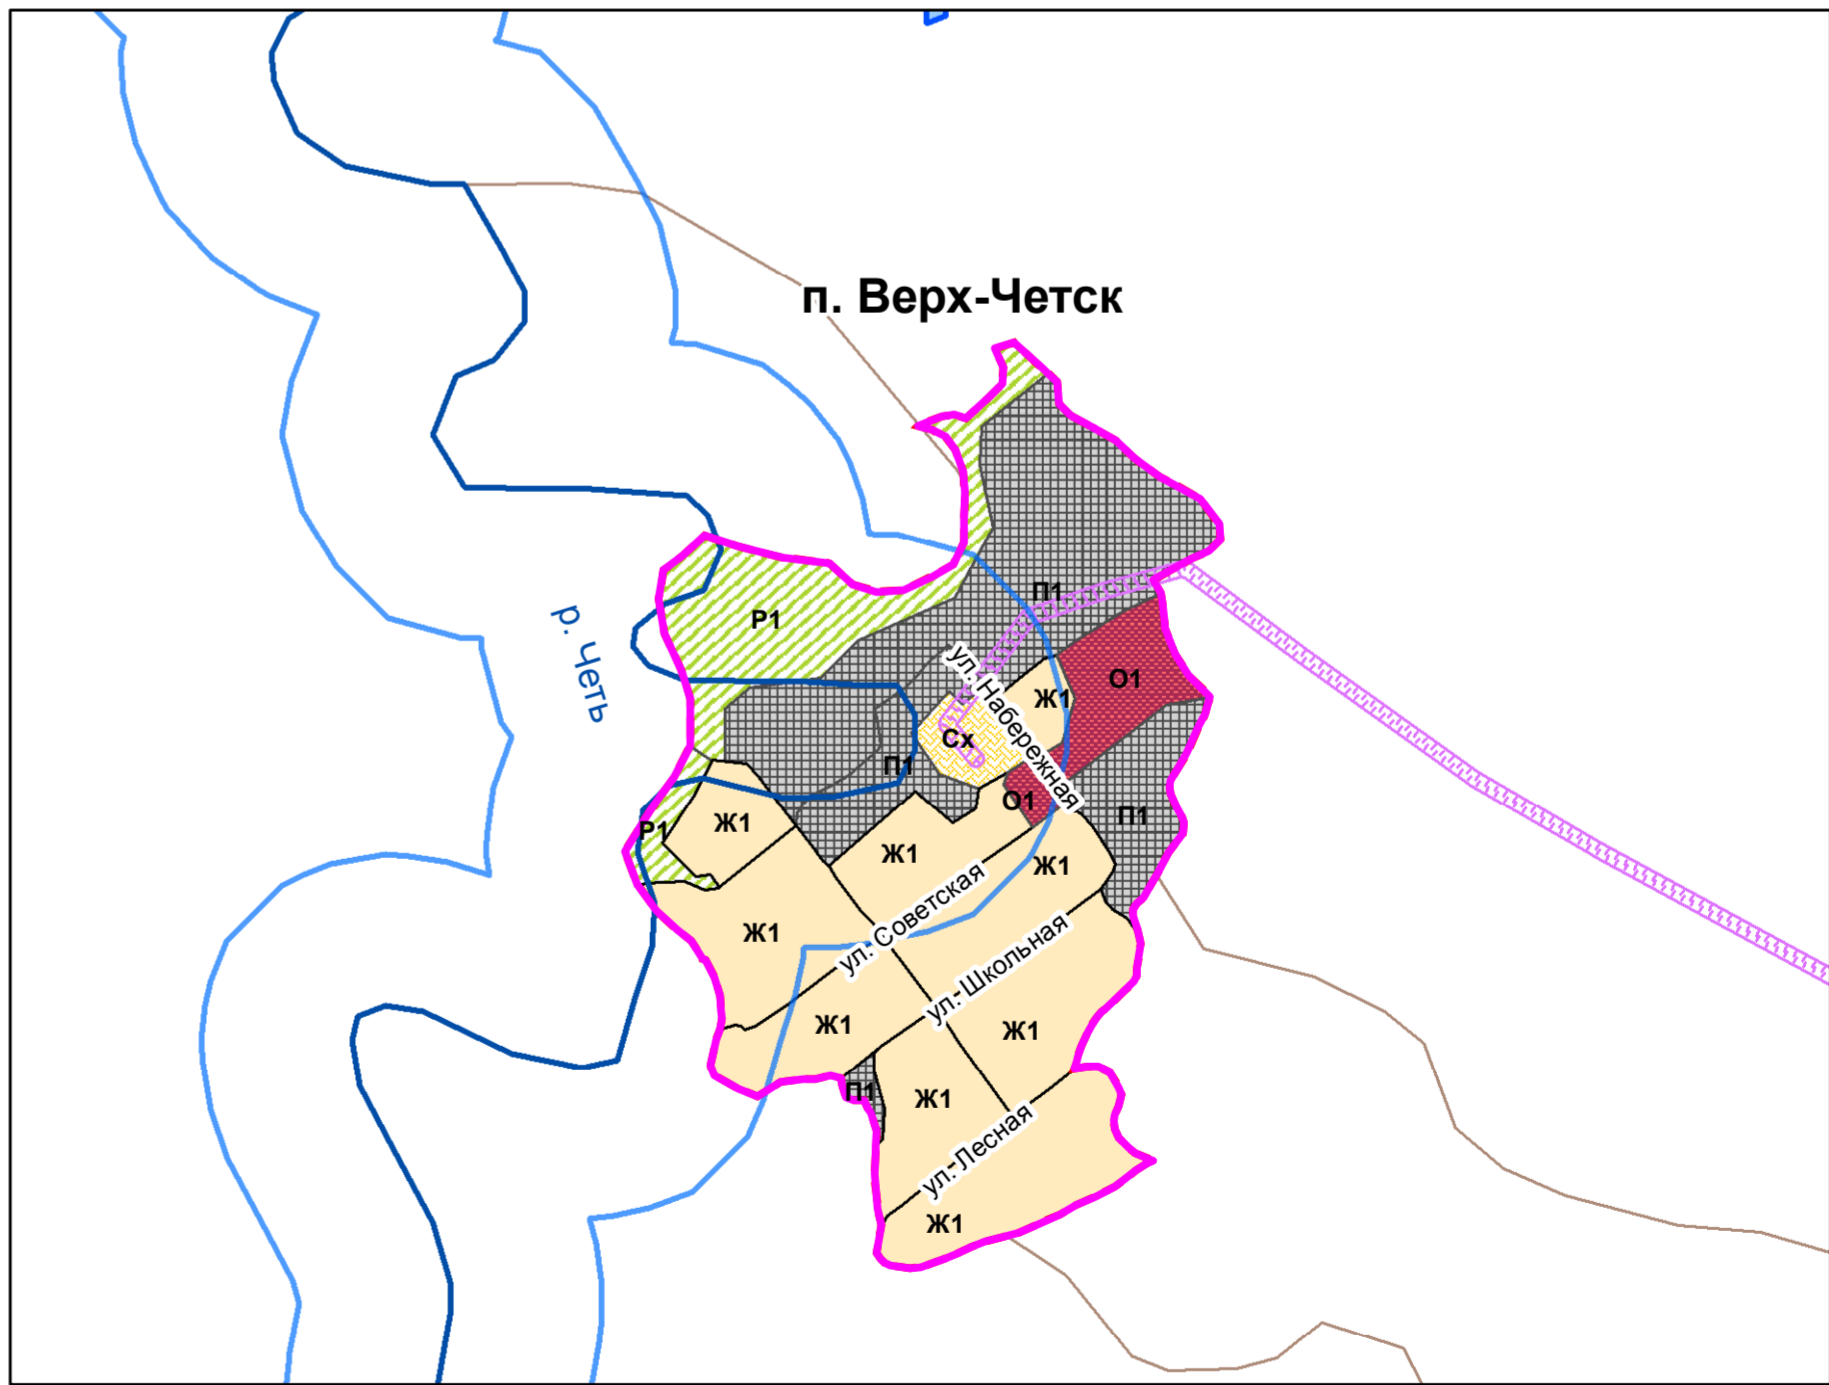 п. Верх-Четск
П1
Р1
р. Четь
О1
Ж1
ул. Набережная
Сх
П1
О1
П1
Ж1
Р1
Ж1
Ж1
ул. Советская
Ж1
ул. Школьная
Ж1
Ж1
П1
Ж1
ул. Лесная
Ж1